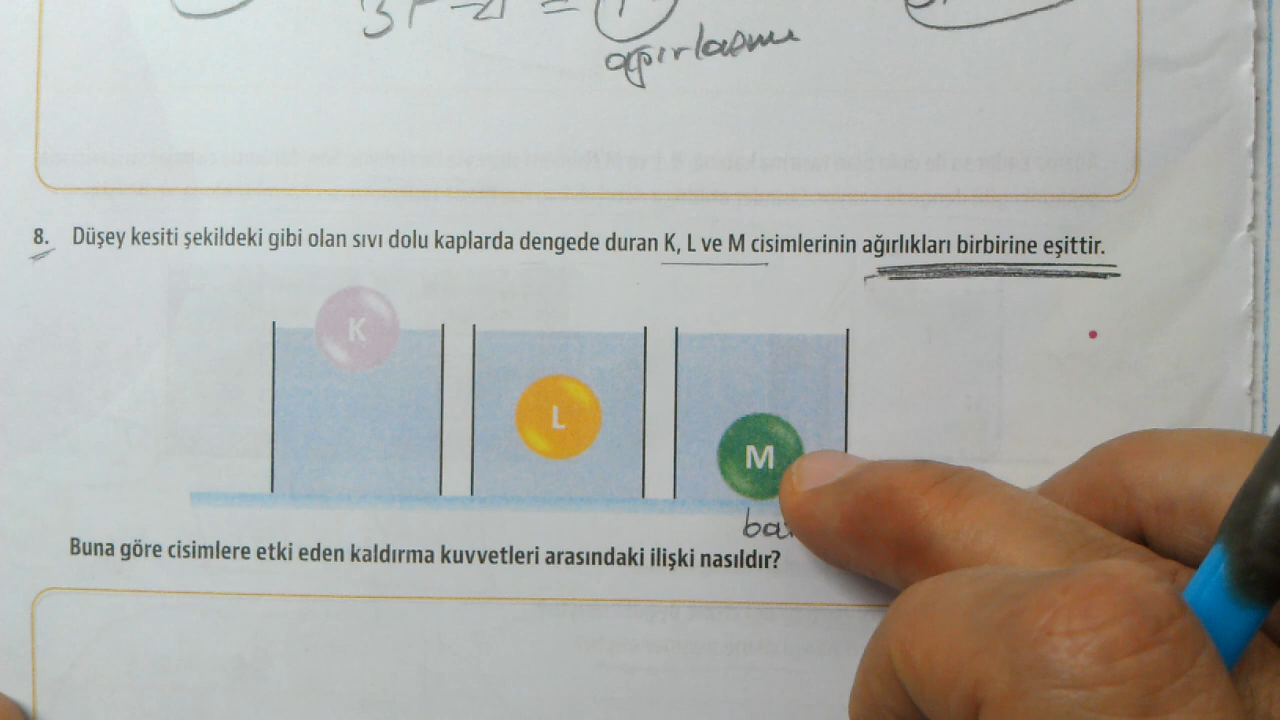 ağırlaşmı
8. Düşey kesiti şekildeki gibi olan sıvı dolu kaplarda dengede duran K, L ve M cisimlerinin ağırlıkları birbirine eşittir.
K L M
Buna göre cisimlere etki eden kaldırma kuvvetleri arasındaki ilişki nasıldır?